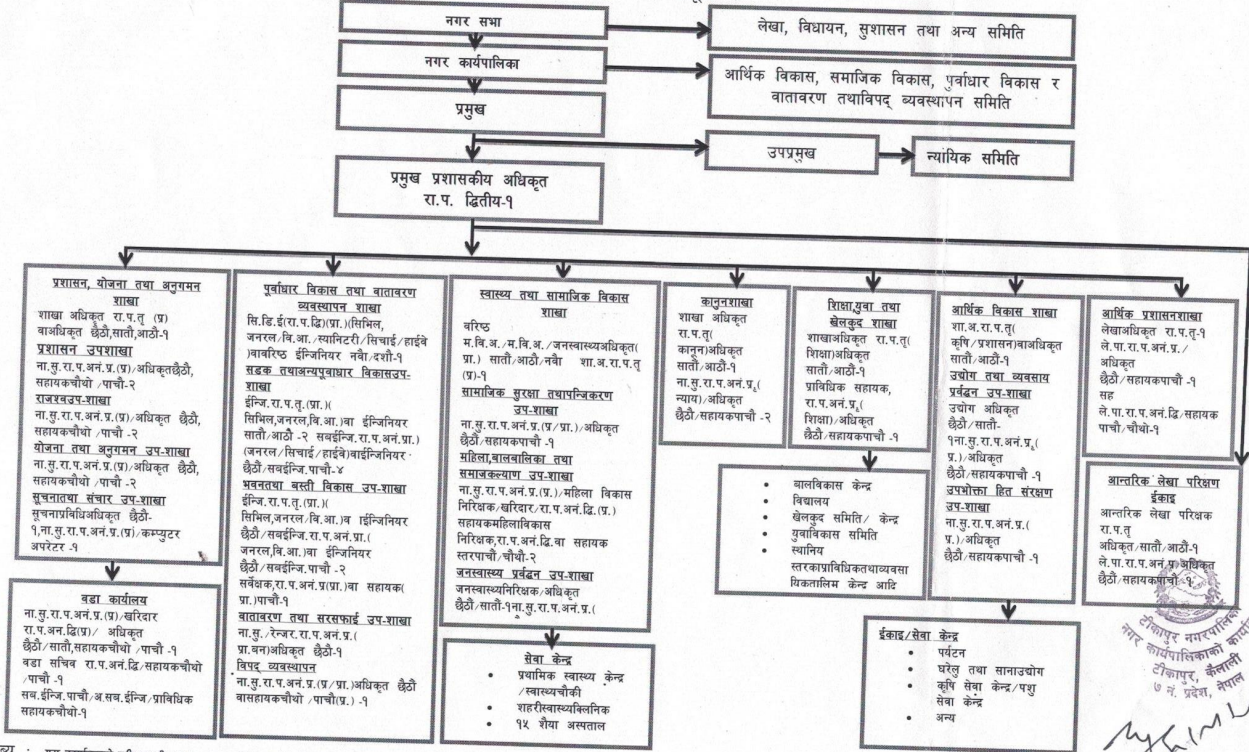 नगर सभा
लेखा, विधायन, सुशासन तथा अन्य समिति
नगर कार्यपालिका
आर्थिक विकास, समाजिक विकास, पुर्वाधार विकास र
वातावरण तथाविपद् ब्यवस्थापन समिति
प्रमुख
उपप्रमुख
न्यायिक समिति
प्रमुख प्रशासकीय अधिकृत
रा.प. द्धितीय-१
प्रशासन, योजना तथा अनुगमन
शाखा
शाखा अधिकृत रा.प.तृ (प्र)
वाअधिकृत छैठौ,सातौ,आठौ-१
प्रशासन उपशाखा
ना.सु.रा.प.अनं.प्र.(प्र)/अधिकृतछैठौ,
सहायकचौथो /पाचौ-२
राजश्वउप-शाखा
ना.सु.रा.प.अनं.प्र.(प्र)/अधिकृत छैठौ,
सहायकचौथो /पाचौ -२
योजना तथा अनुगमन उप-शाखा
ना.सु.रा.प.अनं.प्र.(प्र)/अधिकृत छैठौ,
सहायकचौथो /पाचौ -२
सूचनातथा संचार उप-शाखा
सूचनाप्रविधिअधिकृत छैठौ-
१,ना.सु.रा.प.अनं.प्र.(प्र)/कम्प्युटर
अपरेटर -१
वडा कार्यालय
ना.सु.रा.प.अनं.प्र.(प्र)/खरिदार
रा.प.अन.द्धि(प्र)/ अधिकृत
छैठौ/सातौ,सहायकचौथो /पाचौ -१
वडा सचिव रा.प.अनं.द्धि/सहायकचौथो
/पाचौ -१
सब.ईन्जि.पाचौ/अ.सब.ईन्जि/प्राविधिक
सहायकचौथो-१
पूर्वाधार विकास तथा वातावरण
ब्यवस्थापन शाखा
सि.डि.ई(रा.प.द्धि)(प्रा.)(सिभिल,
जनरल/वि.आ./स्यानिटरी/सिचाई/हाईवे
)वावरिष्ठ ईन्जिनियर नवौ/दशौ-१
सडक तथाअन्यपूवाधार विकासउप-
शाखा
ईन्जि.रा.प.तृ.(प्रा.)(
सिभिल,जनरल,वि.आ.)वा ईन्जिनियर
सातौ/आठौ -२ सबईन्जि.रा.प.अनं.प्रा.)
(जनरल/सिचाई/हाईवे)वाईन्जिनियर
छैठौ/सबईन्जि.पाचौ-४
भवनतथा बस्ती विकास उप-शाखा
ईन्जि.रा.प.तृ.(प्रा.)(
सिभिल,जनरल/वि.आ.)व ाईन्जिनियर
छैठौ/सबईन्जि.रा.प.अनं.प्रा.(
जनरल,वि.आ.)वा ईन्जिनियर
छैठौ/सबईन्जि.पाचौ -२
सर्वेक्षक,रा.प.अनं.प्र(प्रा.)वा सहायक(
प्रा.)पाचौ-१
वातावरण तथा सरसफाई उप-शाखा
ना.सु./रेन्जर.रा.प.अनं.प्र.(
प्रा.बन)अधिकृत छैठौ-१
विपद् व्यवस्थापन
ना.सु.रा.प.अनं.प्र.(प्र/प्रा.)अधिकृत छैठौ
वासहायकचौथो /पाचौ(प्र.) -१
स्वास्थ्य तथा सामाजिक विकास
शाखा
वरिष्ठ
म.वि.अ./म.वि.अ./जनस्वास्थ्यअधिकृत(
प्रा.) सातौ/आठौ/नवौ शा.अ.रा.प.तृ
(प्र)-१
सामाजिक सुरक्षा तथापन्जिकरण
उप-शाखा
ना.सु.रा.प.अनं.प्र.(प्र/प्रा.)/अधिकृत
छैठौ/सहायकपाचौ -१
महिला,बालबालिका तथा
समाजकल्याण उप-शाखा
ना.सु.रा.प.अनं.प्र.(प्र.)/महिला विकास
निरिक्षक/खरिदार/रा.प.अनं.द्धि.(प्र.)
सहायकमहिलाविकास
निरिक्षक,रा.प.अनं.द्धि.वा सहायक
स्तरपाचौ/चौथौ-२
जनस्वास्थ्य प्रर्वद्धन उप-शाखा
जनस्वास्थ्यनिरिक्षक/अधिकृत
छैठौ/सातौ-१ना.सु.रा.प.अनं.प्र.(
सेवा केन्द्र
• प्रथामिक स्वास्थ्य केन्द्र
/स्वास्थ्यचौकी
• शहरीस्वास्थ्यक्लिनिक
• १५ शैया अस्पताल
कानुनशाखा
शाखा अधिकृत
रा.प.तृ(
कानुन)अधिकृत
सातौ/आठौ-१
ना.सु.रा.प.अनं.प्र.(
न्याय)/अधिकृत
छैठौ/सहायकपाचौ -२
शिक्षा,युवा तथा
खेलकुद शाखा
शाखाअधिकृत रा.प.तृ(
शिक्षा)अधिकृत
सातौ/आठौ-१
प्राविधिक सहायक,
रा.प.अनं.प्र.(
शिक्षा)/अधिकृत
छैठौ/सहायकपाचौ -१
• बालविकास केन्द्र
• विद्यालय
• खेलकुद समिति/ केन्द्र
• युवाविकास समिति
• स्थानिय
स्तरकाप्राविधिकतथाव्यवसा
यिकतालिम केन्द्र आदि
आर्थिक विकास शाखा
शा.अ.रा.प.तृ(
कृषि/प्रशासन)वाअधिकृत
सातौ/आठौ-१
उद्योग तथा व्यवसाय
प्रर्वद्धन उप-शाखा
उद्योग अधिकृत
छैठौ/सातौ-
१ना.सु.रा.प.अनं.प्र.(
प्र.)/अधिकृत
छैठौ/सहायकपाचौ -१
उपभोक्ता हित संरक्षण
उप-शाखा
ना.सु.रा.प.अनं.प्र.(
प्र.)/अधिकृत
छैठौ/सहायकपाचौ -१
ईकाइ/सेवा केन्द्र
• पर्यटन
• घरेलु तथा सानाउद्योग
• कृषि सेवा केन्द्र/पशु
सेवा केन्द्र
• अन्य
आर्थिक प्रशासनशाखा
लेखाअधिकृत रा.प.तृ-१
ले.पा.रा.प.अनं.प्र./
अधिकृत
छैठौ/सहायकपाचौ -१
सह
ले.पा.रा.प.अनं.द्धि/सहायक
पाचौ/चौथो-१
आन्तरिक लेखा परिक्षण
ईकाइ
आन्तरिक लेखा परिक्षक
रा.प.तृ
अधिकृत/सातौ/आठौ-१
ले.पा.रा.प.अनं.प्र.अधिकृत
छैठौ/सहायकपाचौ -१
टीकापुर नगरपालिका
नगर कार्यपालिकाको
टीकापुर, कैलाली
७ नं. प्रदेश, नेपाल